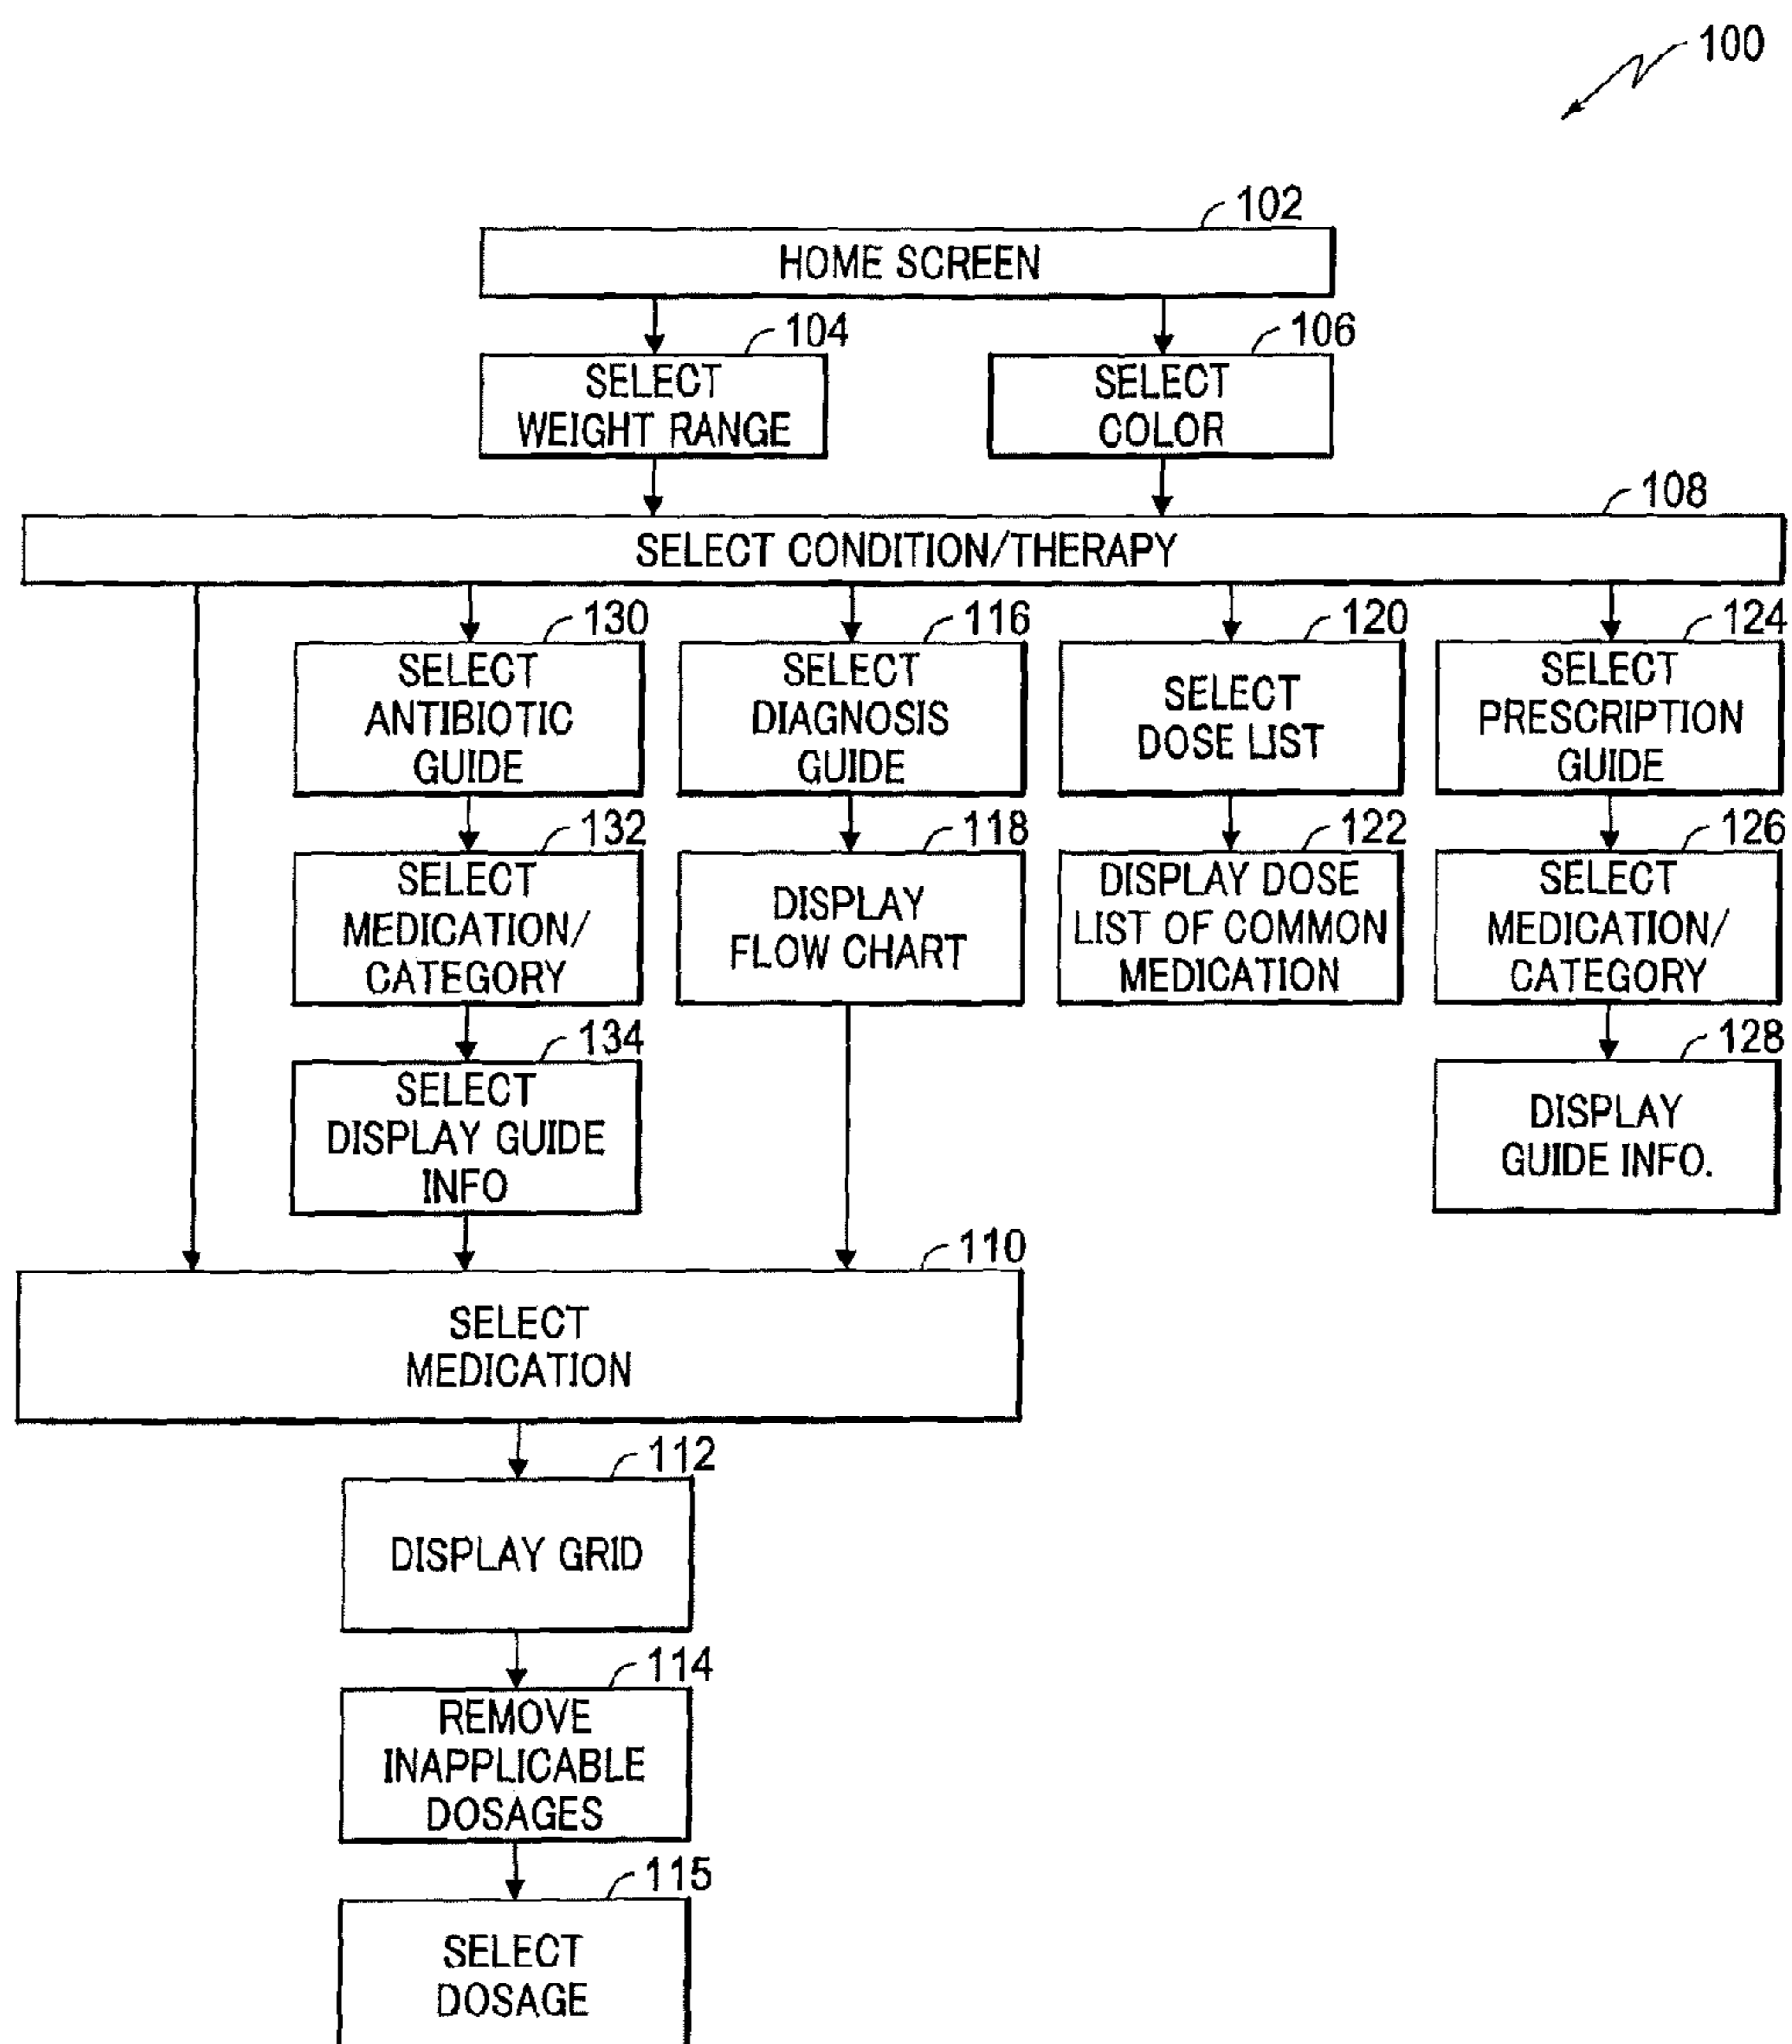 100
102
HOME SCREEN
104
106
SELECT
WEIGHT RANGE
SELECT
COLOR
108
SELECT CONDITION/THERAPY
130
116
120
124
SELECT
ANTIBIOTIC
GUIDE
SELECT
DIAGNOSIS
GUIDE
SELECT
DOSE LIST
SELECT
PRESCRIPTION
GUIDE
132
118
122
126
SELECT
MEDICATION/
CATEGORY
DISPLAY
FLOW CHART
DISPLAY DOSE
LIST OF COMMON
MEDICATION
SELECT
MEDICATION/
CATEGORY
134
128
SELECT
DISPLAY GUIDE
INFO
DISPLAY
GUIDE INFO.
110
SELECT
MEDICATION
112
DISPLAY GRID
114
REMOVE
INAPPLICABLE
DOSAGES
115
SELECT
DOSAGE